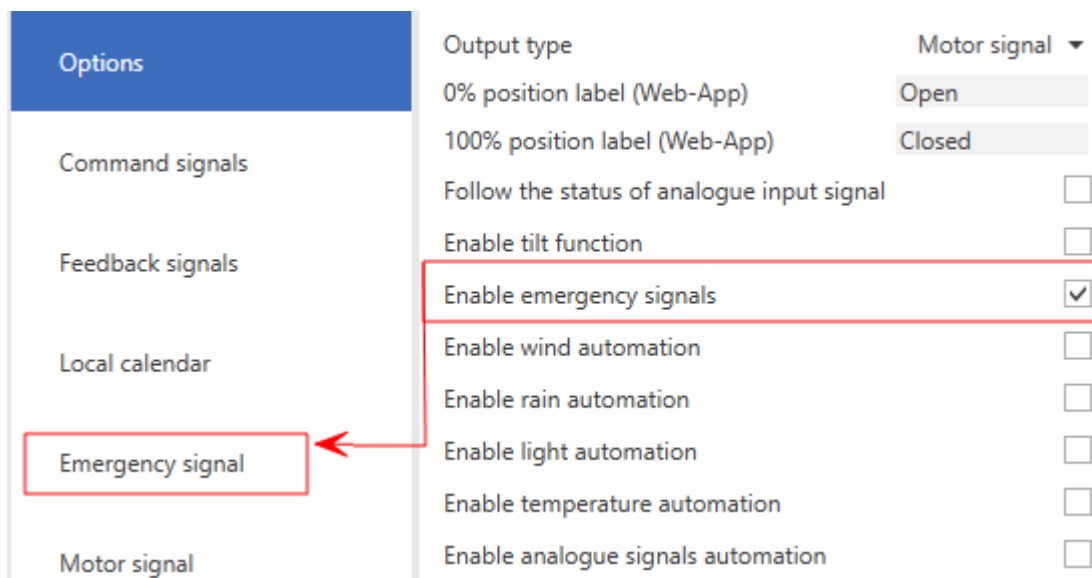 Options
Command signals
Feedback signals
Local calendar
Emergency signal
Motor signal
Output type Motor signal
0% position label (Web-App) Open
100% position label (Web-App) Closed
Follow the status of analogue input signal
Enable tilt function
Enable emergency signals
Enable wind automation
Enable rain automation
Enable light automation
Enable temperature automation
Enable analogue signals automation